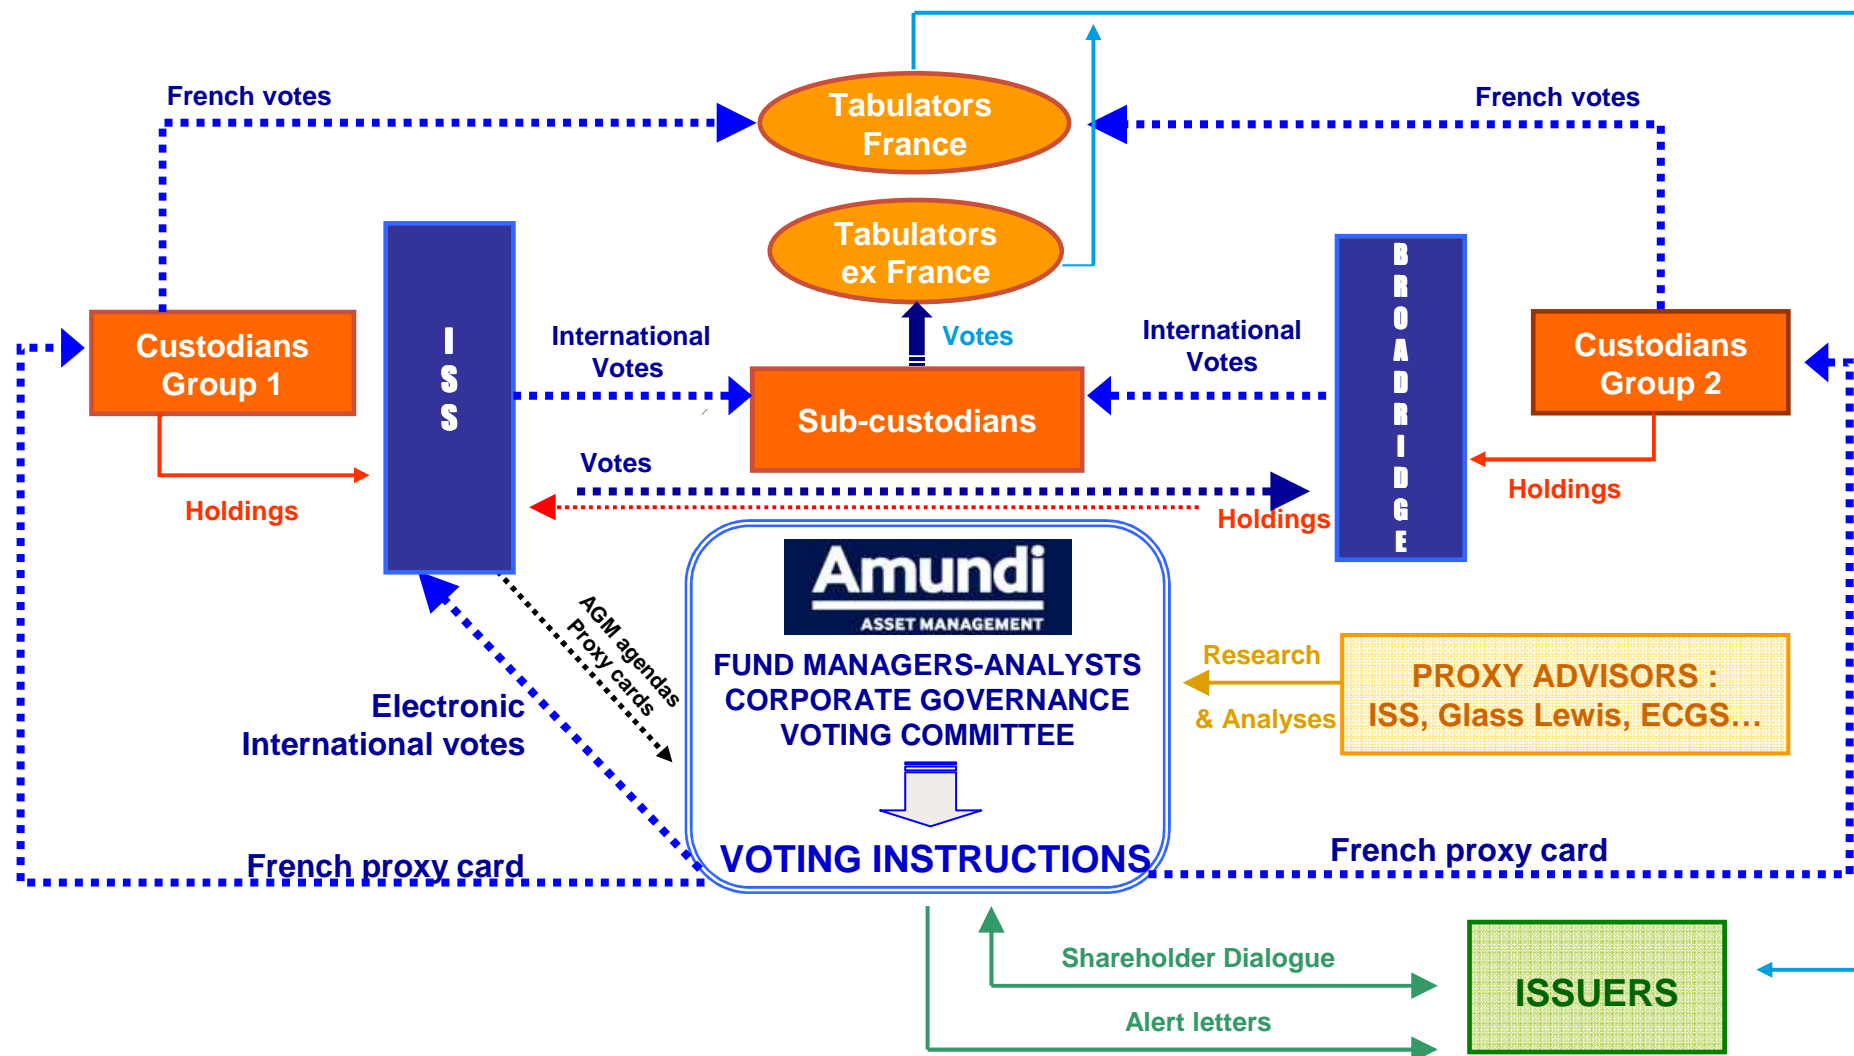 French votes
Tabulators
France
French votes
Tabulators
ex France
ISS
BROADRIDGE
Custodians
Group 1
International
Votes
Votes
International
Votes
Custodians
Group 2
Sub-custodians
Votes
Holdings
Holdings
Holdings
Amundi
ASSET MANAGEMENT
AGM agendas
Proxy cards
FUND MANAGERS-ANALYSTS
CORPORATE GOVERNANCE
VOTING COMMITTEE
Research
& Analyses
PROXY ADVISORS :
ISS, Glass Lewis, ECGS…
Electronic
International votes
VOTING INSTRUCTIONS
French proxy card
French proxy card
Shareholder Dialogue
ISSUERS
Alert letters